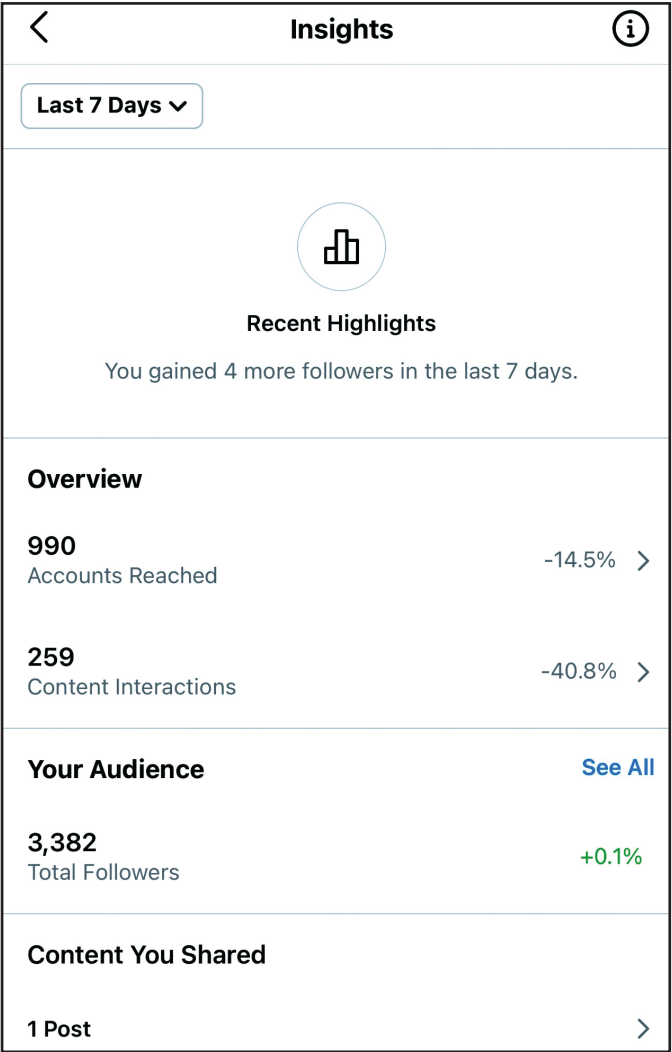 Insights
Last 7 Days
Recent Highlights
You gained 4 more followers in the last 7 days.
Overview
990
Accounts Reached
-14.5%
259
Content Interactions
-40.8%
Your Audience
See All
3,382
Total Followers
+0.1%
Content You Shared
1 Post